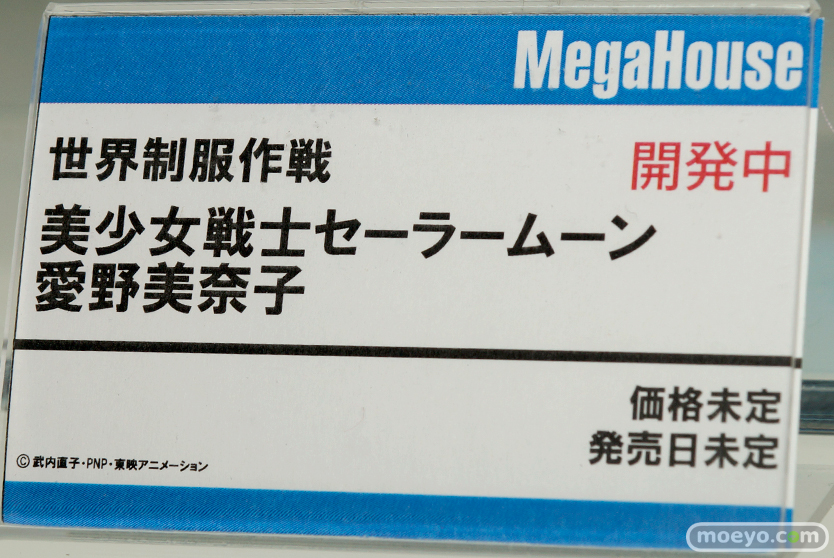 MegaHouse
世界制服作戦
開発中
美少女戦士セーラームーン
愛野美奈子
価格未定
発売日未定
© 武内直子・PNP・東映アニメーション
moeyo.com